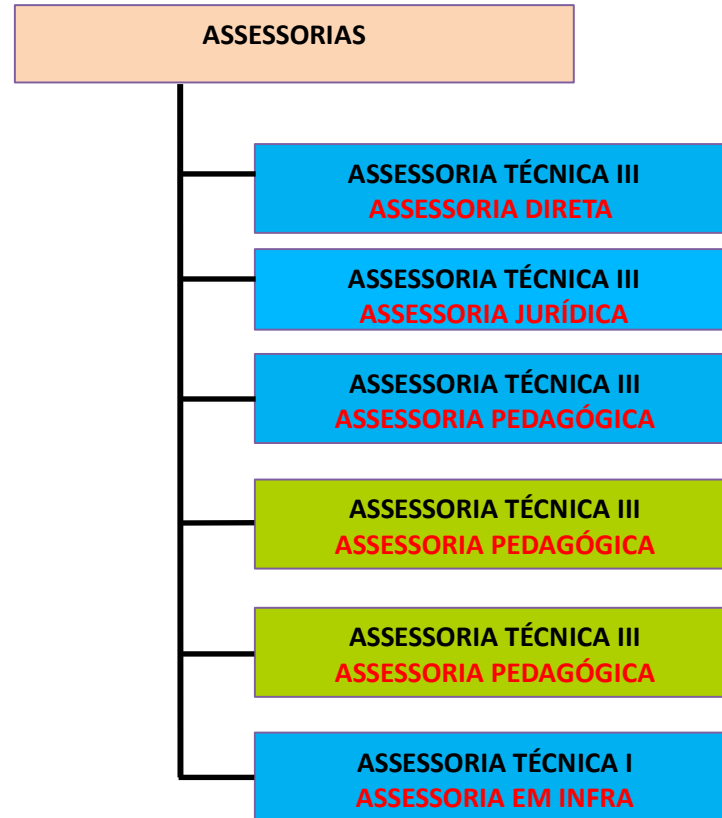 ASSESSORIAS
ASSESSORIA TÉCNICA III
ASSESSORIA DIRETA
ASSESSORIA TÉCNICA III
ASSESSORIA JURÍDICA
ASSESSORIA TÉCNICA III
ASSESSORIA PEDAGÓGICA
ASSESSORIA TÉCNICA III
ASSESSORIA PEDAGÓGICA
ASSESSORIA TÉCNICA III
ASSESSORIA PEDAGÓGICA
ASSESSORIA TÉCNICA I
ASSESSORIA EM INFRA